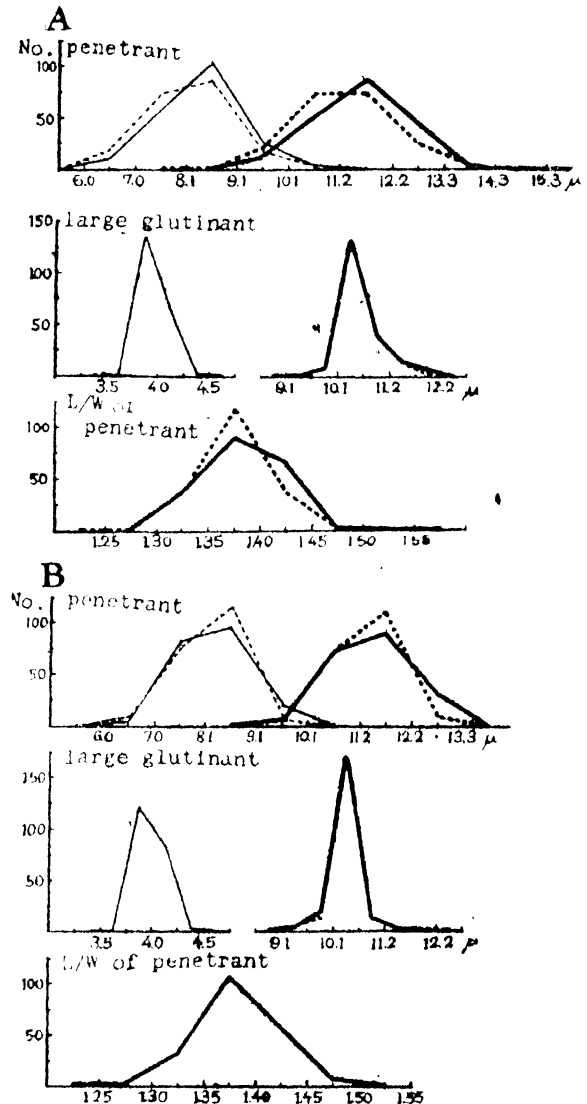 A
No. penetrant
100
50
6.0 7.0 8.1 9.1 10.1 11.2 12.2 13.3 14.3 15.3 μ
150 large glutinant
100
50
3.5 4.0 4.5 9.1 10.1 11.2 12.2 μ
L/W of
100 penetrant
50
1.25 1.30 1.35 1.40 1.45 1.50
B
No. penetrant
100
50
6.0 7.0 8.1 9.1 10.1 11.2 12.2 13.3 μ
large glutinant
150
100
50
3.5 4.0 4.5 9.1 10.1 11.2 12.2 μ
L/W of penetrant
100
50
1.25 1.30 1.35 1.40 1.45 1.50 1.55